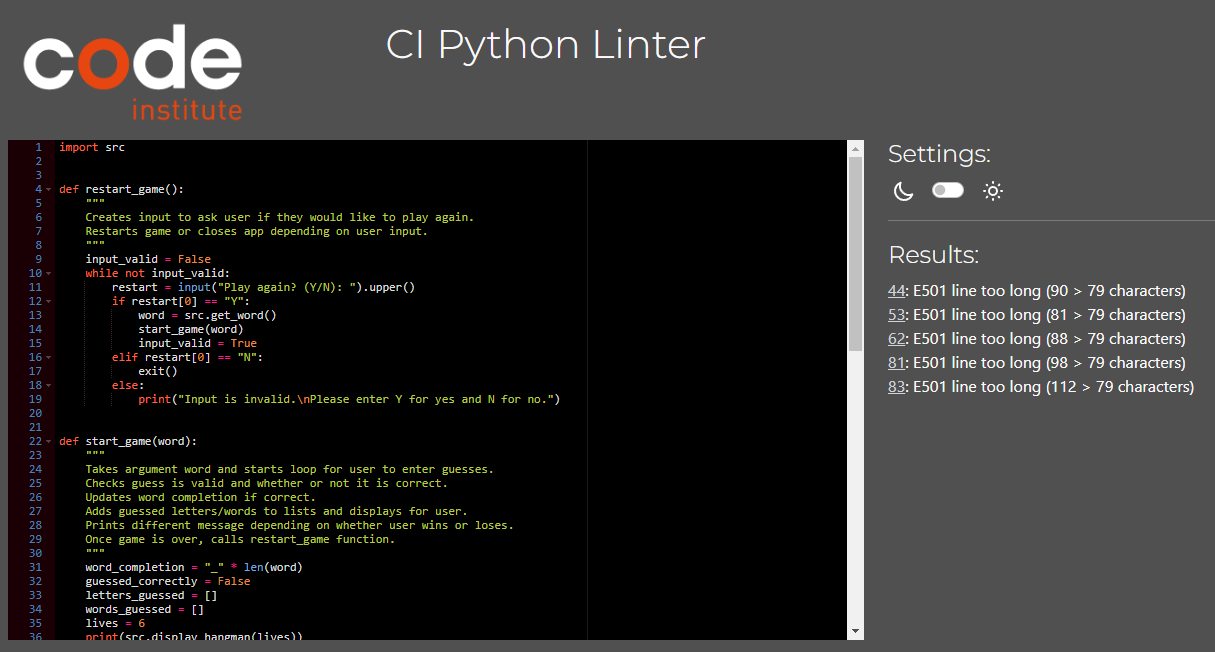 code
institute
CI Python Linter
1 import src
2
3
4 def restart_game():
5     """
6     Creates input to ask user if they would like to play again.
7     Restarts game or closes app depending on user input.
8     """
9     input_valid = False
10     while not input_valid:
11         restart = input("Play again? (Y/N): ").upper()
12         if restart[0] == "Y":
13             word = src.get_word()
14             start_game(word)
15             input_valid = True
16         elif restart[0] == "N":
17             exit()
18         else:
19             print("Input is invalid.\nPlease enter Y for yes and N for no.")
20
21
22 def start_game(word):
23     """
24     Takes argument word and starts loop for user to enter guesses.
25     Checks guess is valid and whether or not it is correct.
26     Updates word completion if correct.
27     Adds guessed letters/words to lists and displays for user.
28     Prints different message depending on whether user wins or loses.
29     Once game is over, calls restart_game function.
30     """
31     word_completion = "_" * len(word)
32     guessed_correctly = False
33     letters_guessed = []
34     words_guessed = []
35     lives = 6
36     print(src.display_hangman(lives))
Settings:
Results:
44: E501 line too long (90 > 79 characters)
53: E501 line too long (81 > 79 characters)
62: E501 line too long (88 > 79 characters)
81: E501 line too long (98 > 79 characters)
83: E501 line too long (112 > 79 characters)